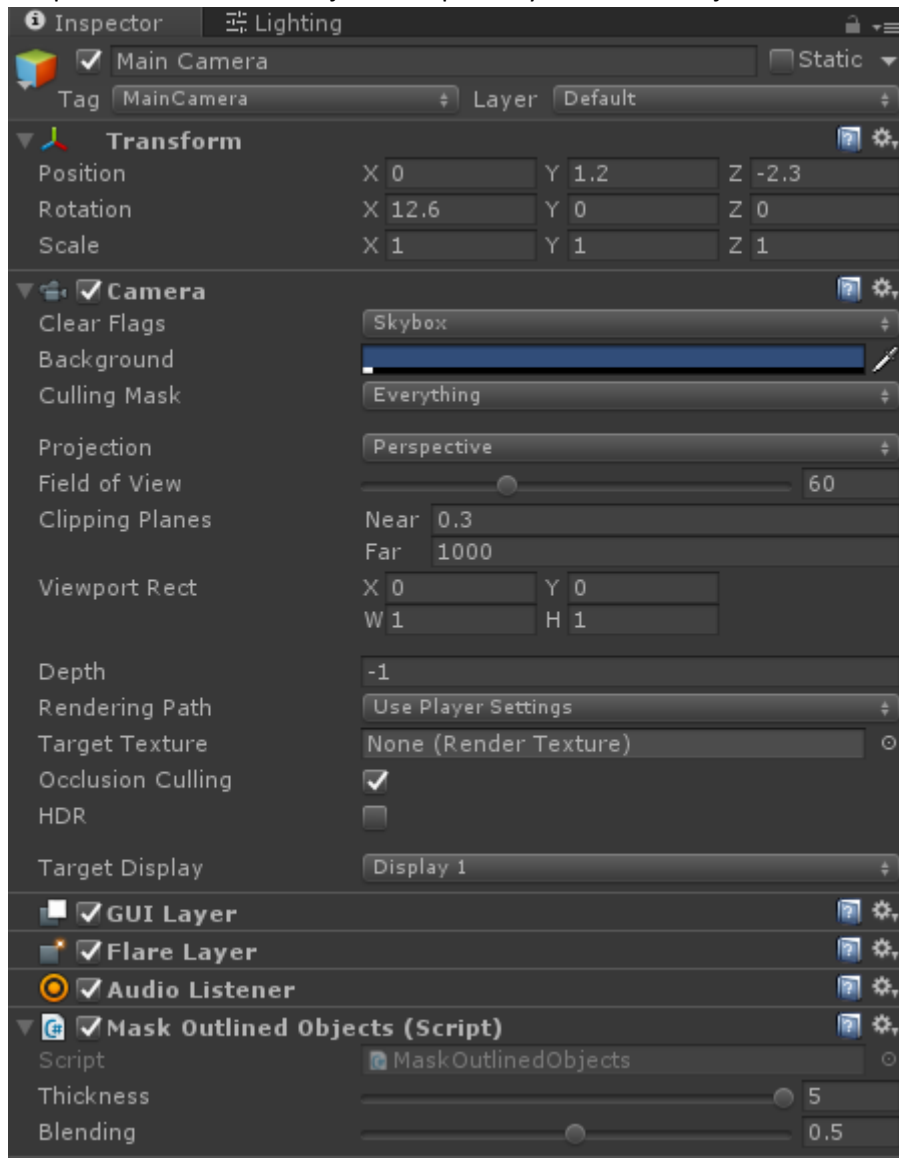 Inspector Lighting
Main Camera Static
Tag MainCamera Layer Default
Transform
Position X 0 Y 1.2 Z -2.3
Rotation X 12.6 Y 0 Z 0
Scale X 1 Y 1 Z 1
Camera
Clear Flags Skybox
Background
Culling Mask Everything
Projection Perspective
Field of View 60
Clipping Planes Near 0.3
Far 1000
Viewport Rect X 0 Y 0
W 1 H 1
Depth -1
Rendering Path Use Player Settings
Target Texture None (Render Texture)
Occlusion Culling
HDR
Target Display Display 1
GUI Layer
Flare Layer
Audio Listener
Mask Outlined Objects (Script)
Script MaskOutlinedObjects
Thickness 5
Blending 0.5